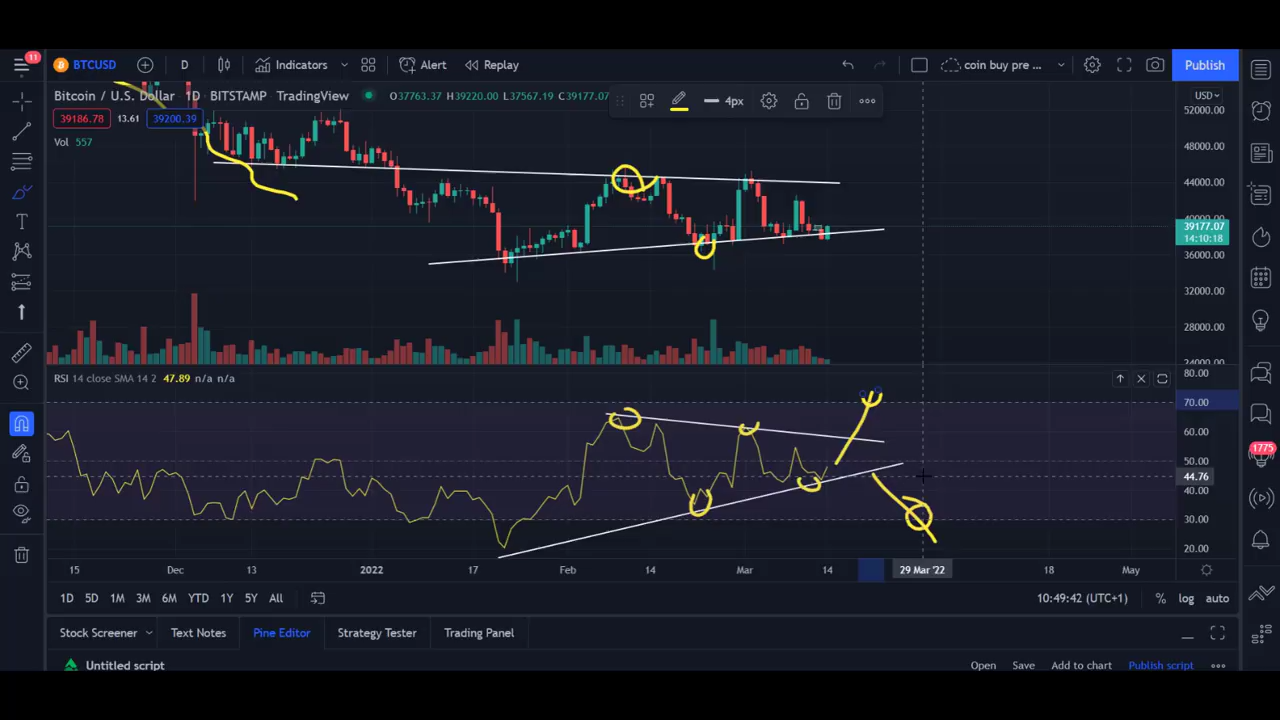 11
BTCUSD D Indicators Alert Replay coin buy pre ... Publish
Bitcoin / U.S. Dollar 1D BITSTAMP TradingView O37763.37 H39220.00 L37567.19 C39177.07
4px
USD
39186.78 13.61 39200.39
Vol 557
52000.00
48000.00
44000.00
40000.00
39177.07
14:10:18
36000.00
32000.00
28000.00
24000.00
RSI 14 close SMA 14 2 47.89 n/a n/a
80.00
70.00
60.00
50.00
44.76
40.00
30.00
20.00
1775
15 Dec 13 2022 17 Feb 14 Mar 14 29 Mar '22 18 May
1D 5D 1M 3M 6M YTD 1Y 5Y All 10:49:42 (UTC+1) % log auto
Stock Screener Text Notes Pine Editor Strategy Tester Trading Panel
Untitled script Open Save Add to chart Publish script